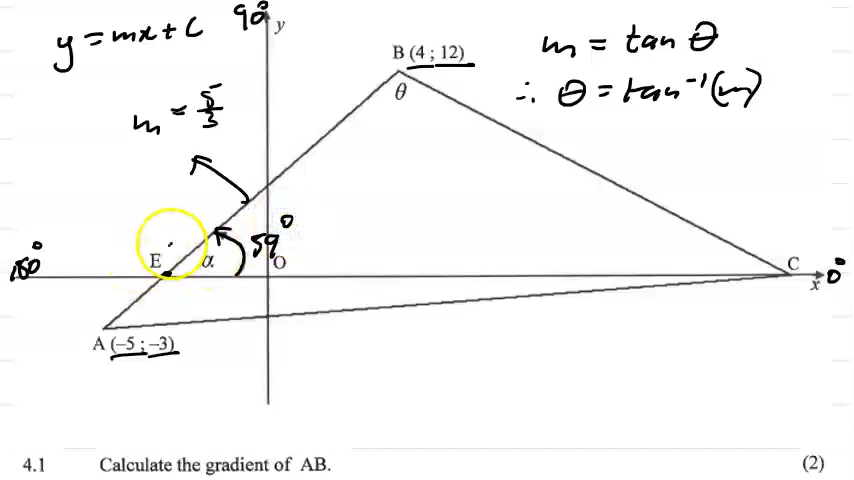 y = mx + c
90°
y
B (4 ; 12)
m = tan θ
∴ θ = tan⁻¹(m)
θ
m = 5/3
59°
E
α
O
C
180°
x
0°
A (–5 ; –3)
4.1 Calculate the gradient of AB. (2)